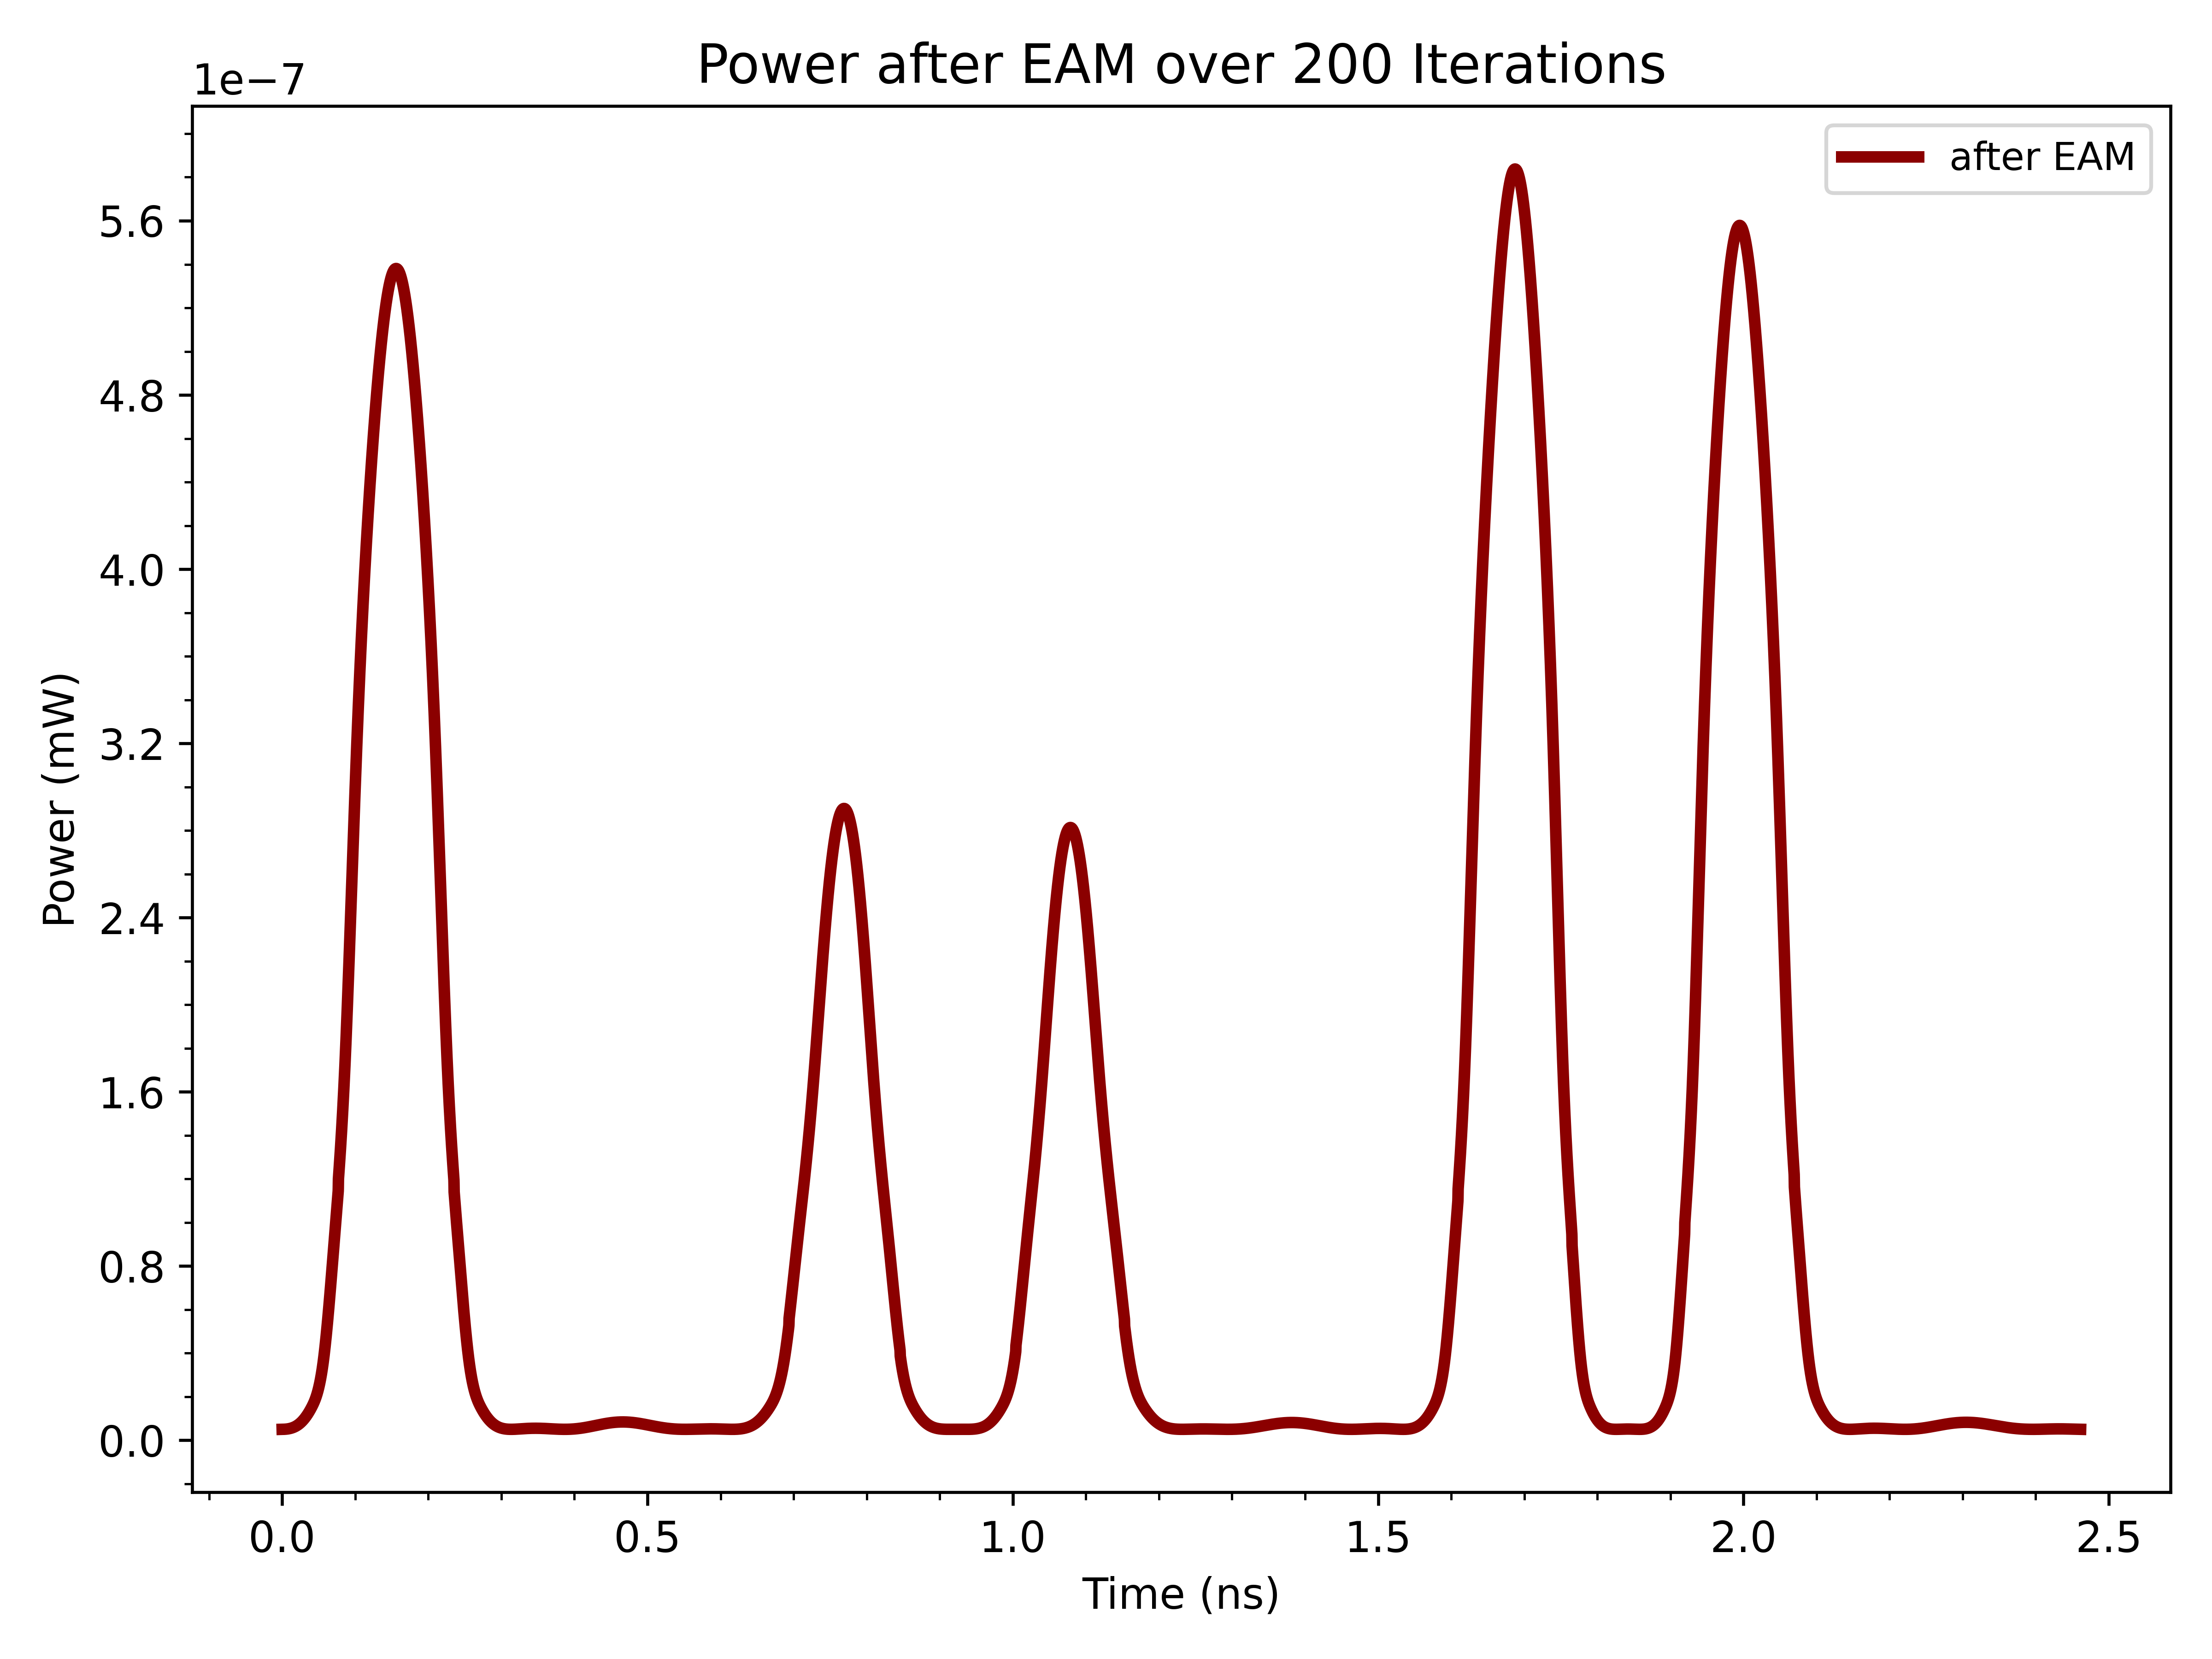 Power after EAM over 200 Iterations
1e−7
after EAM
5.6
4.8
4.0
3.2
2.4
1.6
0.8
0.0
Power (mW)
0.0 0.5 1.0 1.5 2.0 2.5
Time (ns)